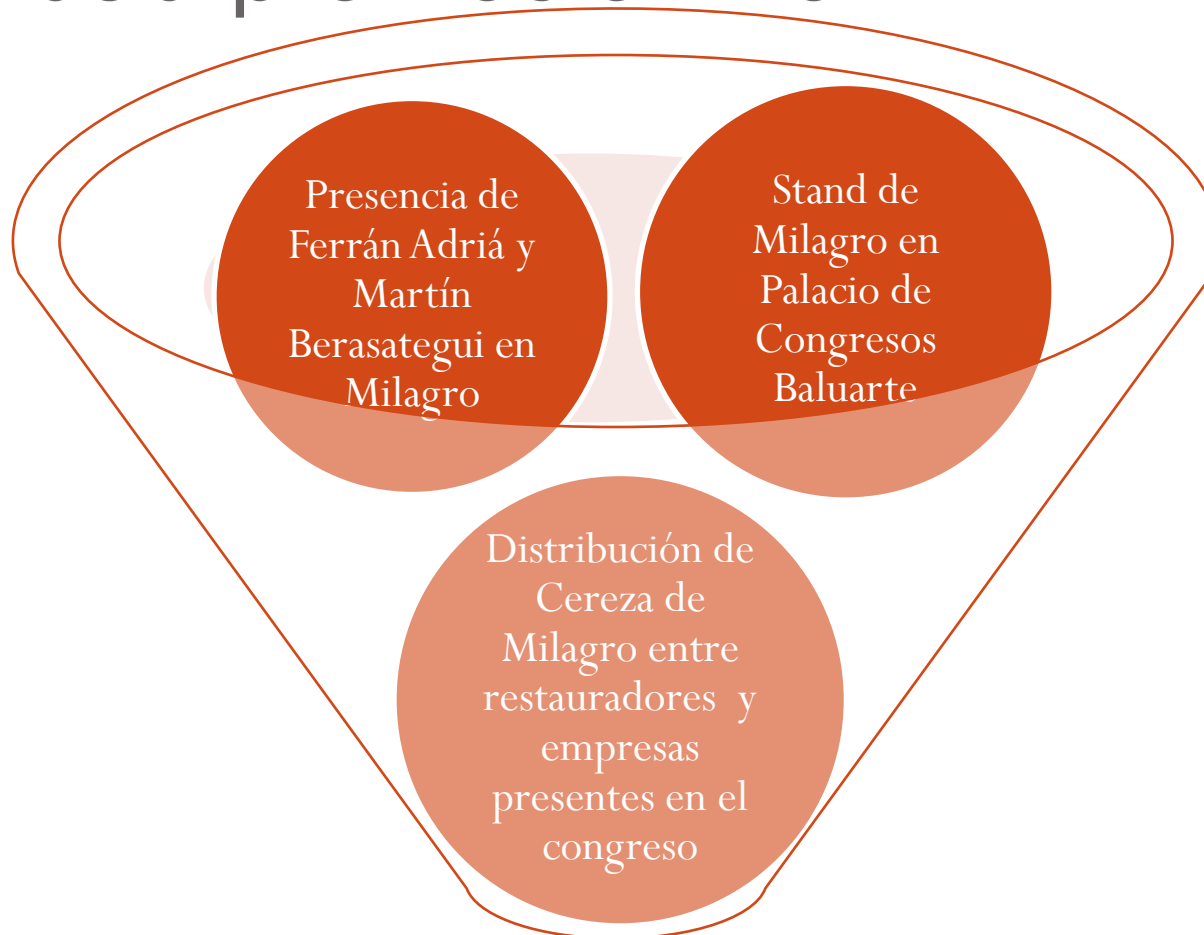 Presencia de
Ferrán Adriá y
Martín
Berasategui en
Milagro
Stand de
Milagro en
Palacio de
Congresos
Baluarte
Distribución de
Cereza de
Milagro entre
restauradores y
empresas
presentes en el
congreso